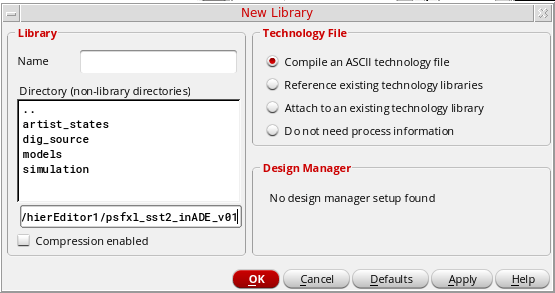 New Library
Library
Name
Directory (non-library directories)
..
artist_states
dig_source
models
simulation
/hierEditor1/psfxl_sst2_inADE_v01
Compression enabled
Technology File
Compile an ASCII technology file
Reference existing technology libraries
Attach to an existing technology library
Do not need process information
Design Manager
No design manager setup found
OK Cancel Defaults Apply Help